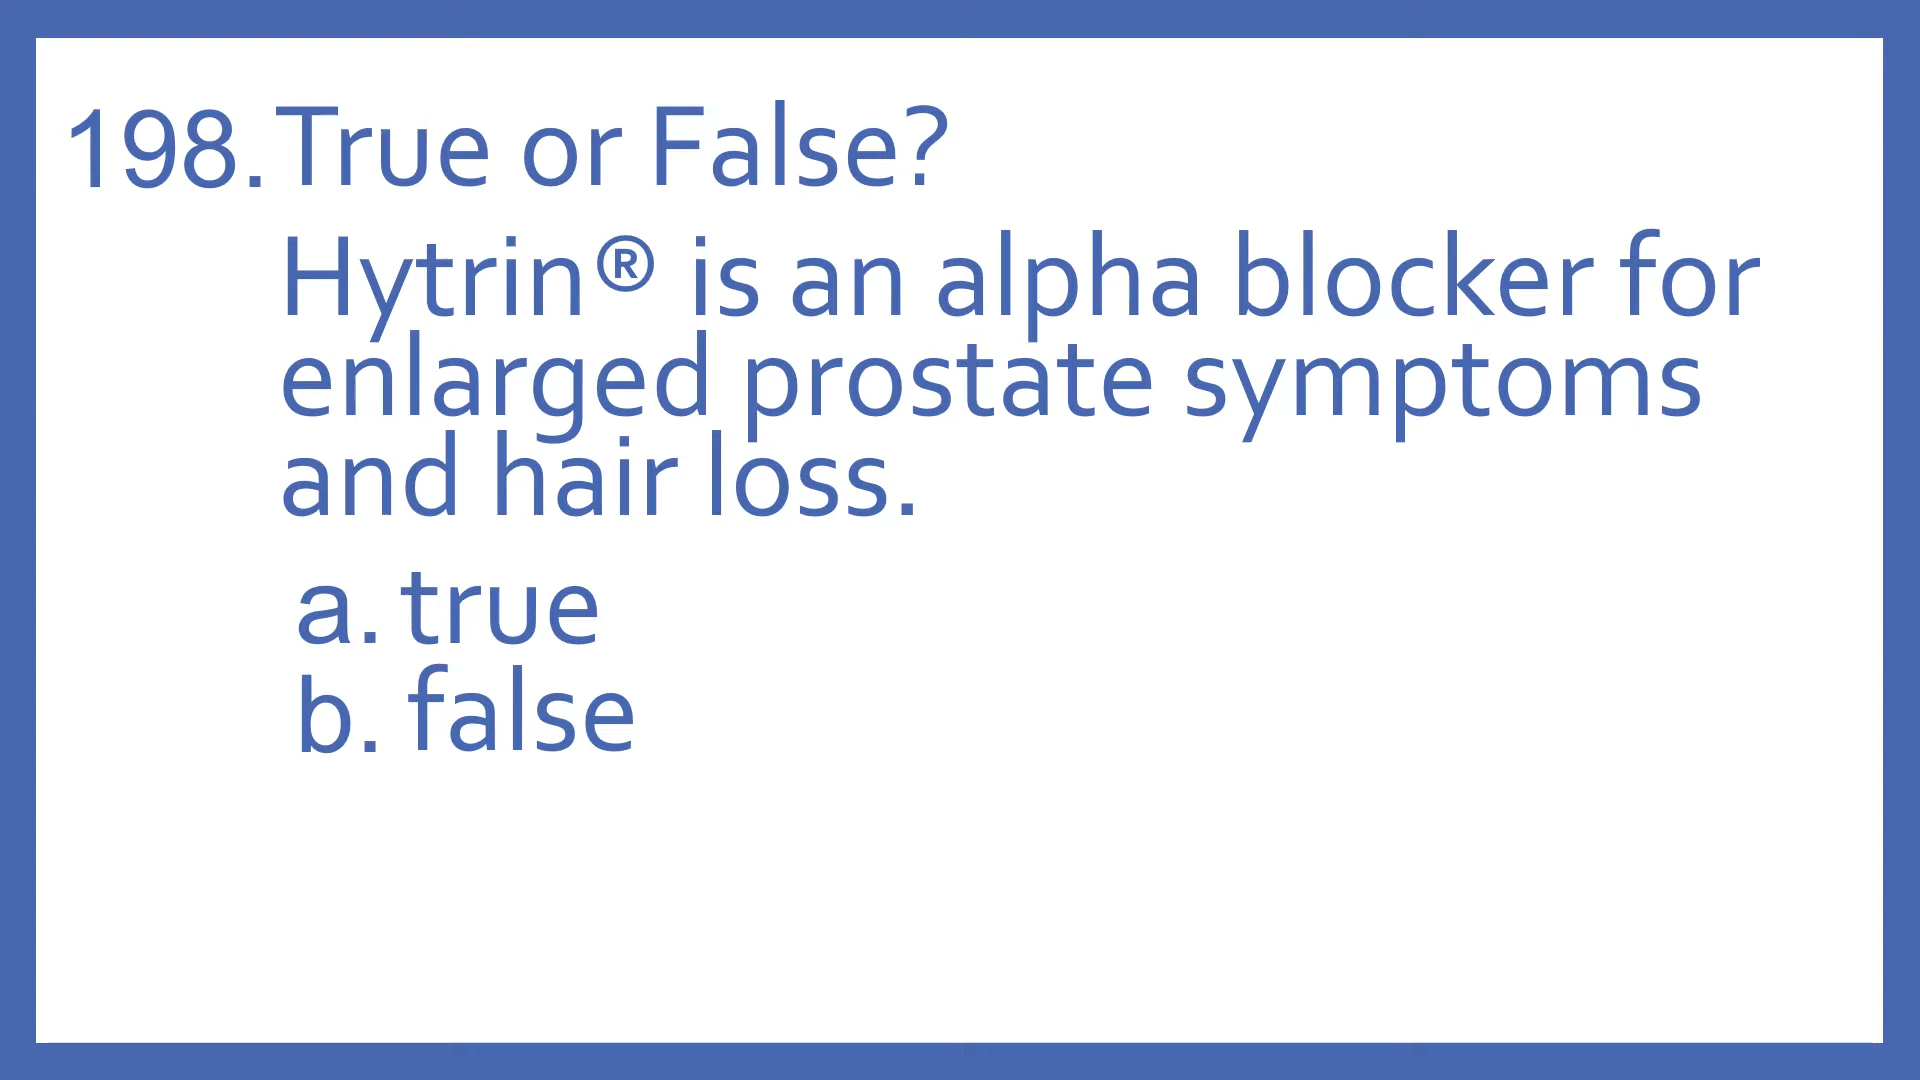 198. True or False?
Hytrin® is an alpha blocker for
enlarged prostate symptoms
and hair loss.
a. true
b. false